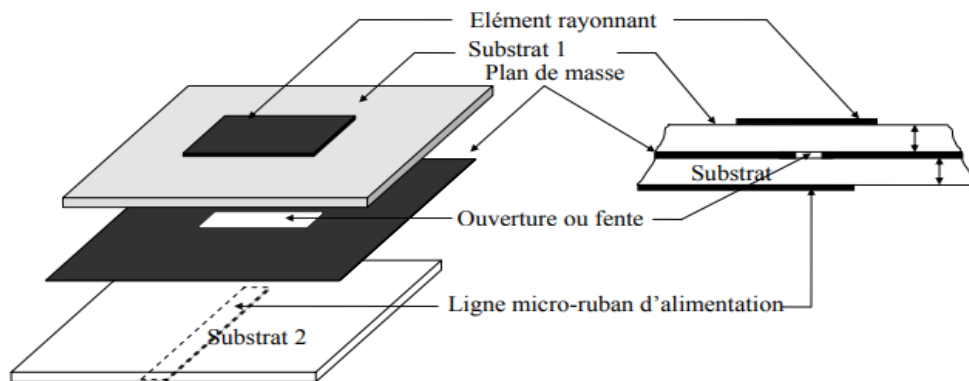 Elément rayonnant
Substrat 1
Plan de masse
Substrat
Ouverture ou fente
Ligne micro-ruban d’alimentation
Substrat 2